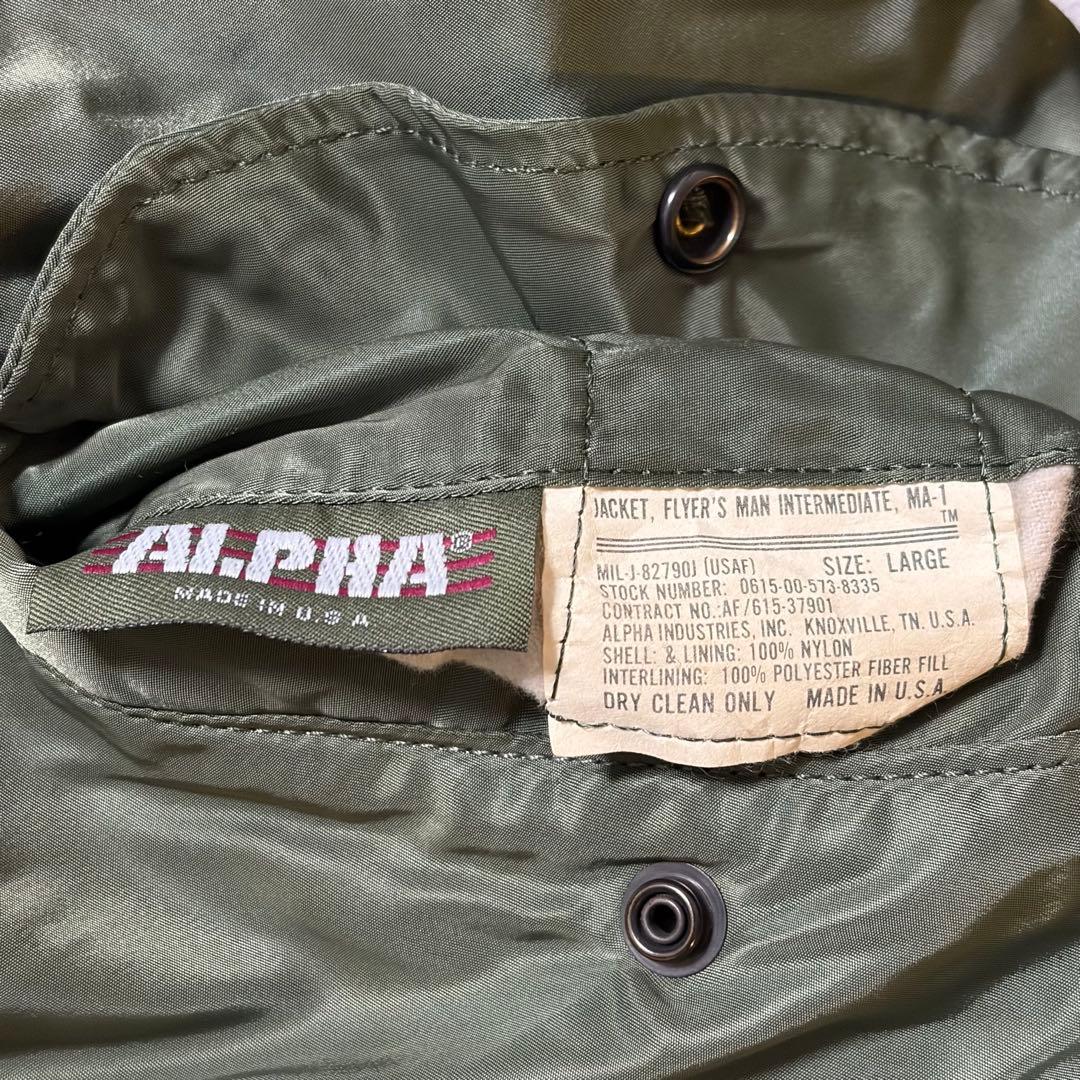 ALPHA®
MADE IN U.S.A
JACKET, FLYER'S MAN INTERMEDIATE, MA-1
TM
MIL-J-82790J (USAF) SIZE: LARGE
STOCK NUMBER: 0615-00-573-8335
CONTRACT NO.:AF/615-37901
ALPHA INDUSTRIES, INC. KNOXVILLE, TN. U.S.A.
SHELL: & LINING: 100% NYLON
INTERLINING: 100% POLYESTER FIBER FILL
DRY CLEAN ONLY MADE IN U.S.A.